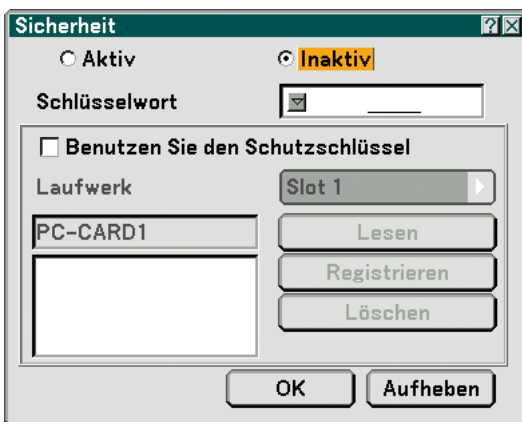 Sicherheit
Aktiv Inaktiv
Schlüsselwort
Benutzen Sie den Schutzschlüssel
Laufwerk Slot 1
PC-CARD1 Lesen
Registrieren
Löschen
OK Aufheben